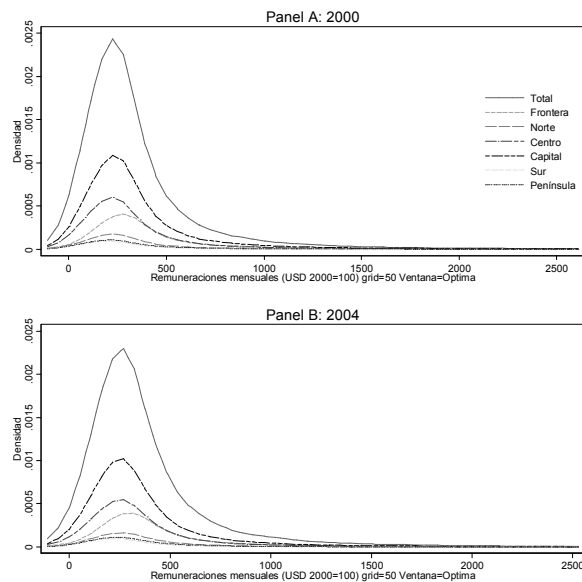 Panel A: 2000
.0025
.002
.0015
.001
.0005
0
Densidad
Total
Frontera
Norte
Centro
Capital
Sur
Península
0 500 1000 1500 2000 2500
Remuneraciones mensuales (USD 2000=100) grid=50 Ventana=Optima
Panel B: 2004
.0025
.002
.0015
.001
.0005
0
Densidad
0 500 1000 1500 2000 2500
Remuneraciones mensuales (USD 2000=100) grid=50 Ventana=Optima